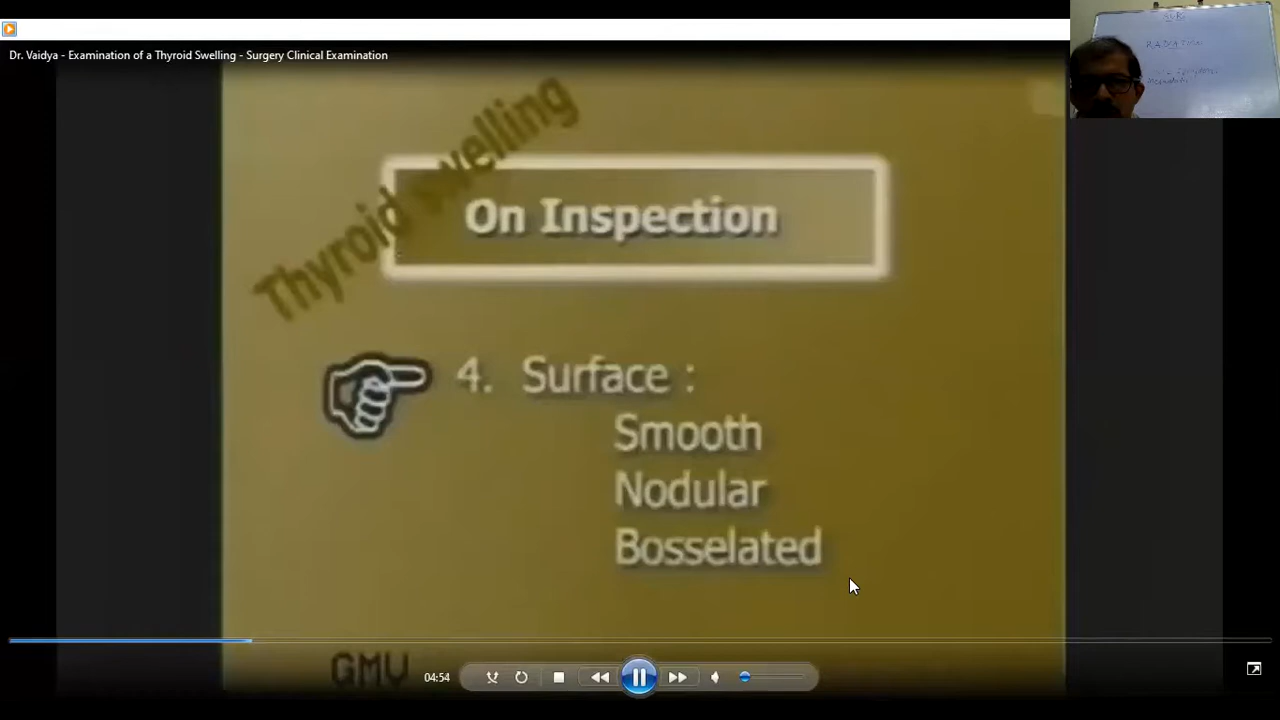 Dr. Vaidya - Examination of a Thyroid Swelling - Surgery Clinical Examination
Thyroid swelling
On Inspection
4. Surface :
Smooth
Nodular
Bosselated
GMV
04:54